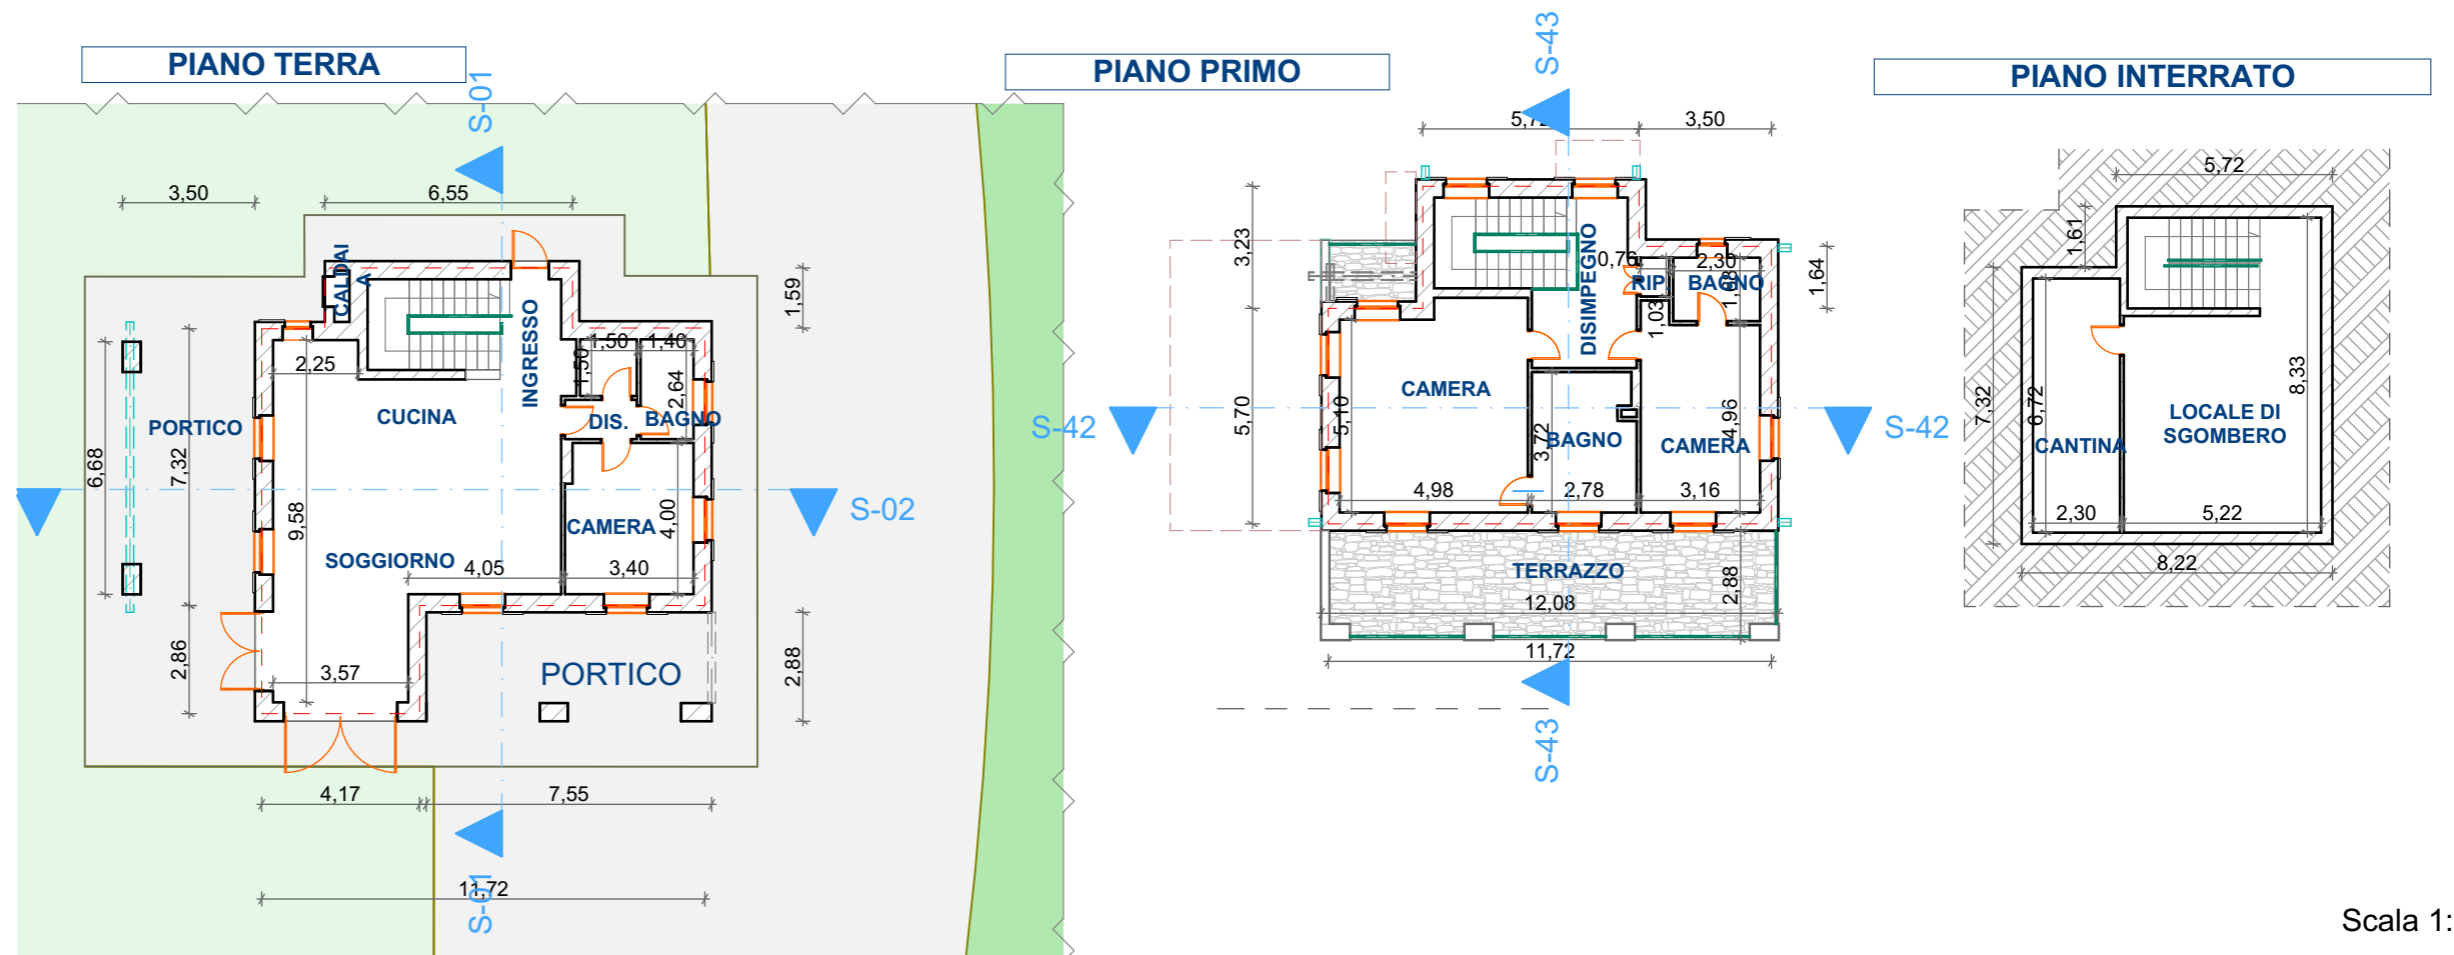 PIANO TERRA
S-01
3,50
6,55
CALDAI
A
INGRESSO
1,59
2,25
1,50
1,40
1,50
2,64
PORTICO
CUCINA
DIS.
BAGNO
6,68
7,32
9,58
CAMERA
4,00
S-02
SOGGIORNO
4,05
3,40
2,86
3,57
PORTICO
2,88
4,17
7,55
11,72
S-01
PIANO PRIMO
S-43
3,50
3,23
DISIMPEGNO
0,76
2,30
RIP.
BAGNO
1,68
1,64
1,03
S-42
5,70
5,10
CAMERA
3,72
BAGNO
4,96
CAMERA
S-42
4,98
2,78
3,16
TERRAZZO
2,88
12,08
11,72
S-43
PIANO INTERRATO
5,72
1,61
7,32
6,72
8,33
CANTINA
LOCALE DI
SGOMBERO
2,30
5,22
8,22
Scala 1: